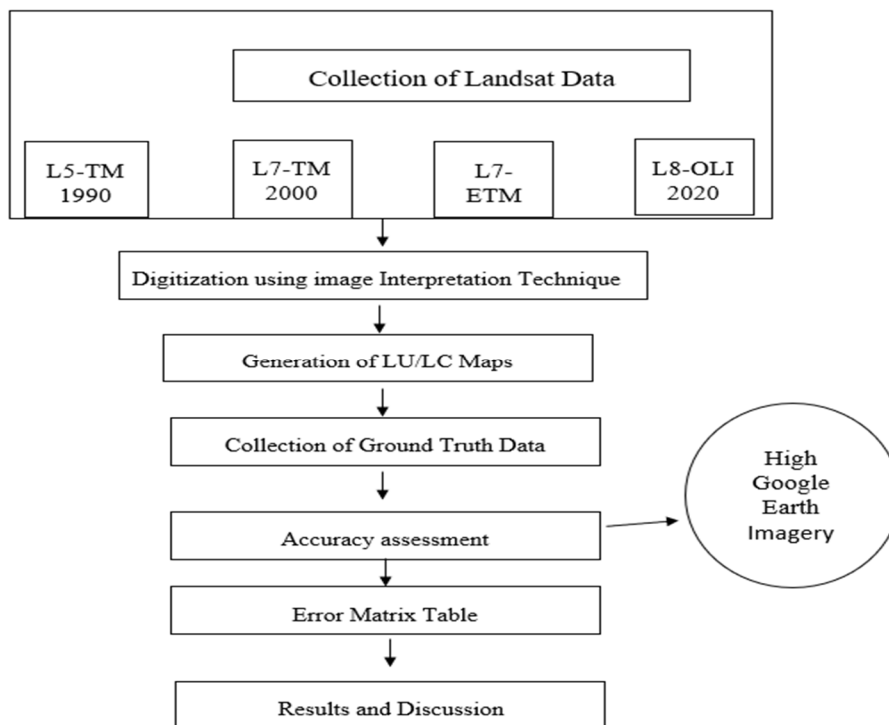 Collection of Landsat Data
L5-TM
1990
L7-TM
2000
L7-
ETM
L8-OLI
2020
Digitization using image Interpretation Technique
Generation of LU/LC Maps
Collection of Ground Truth Data
High
Google
Earth
Imagery
Accuracy assessment
Error Matrix Table
Results and Discussion